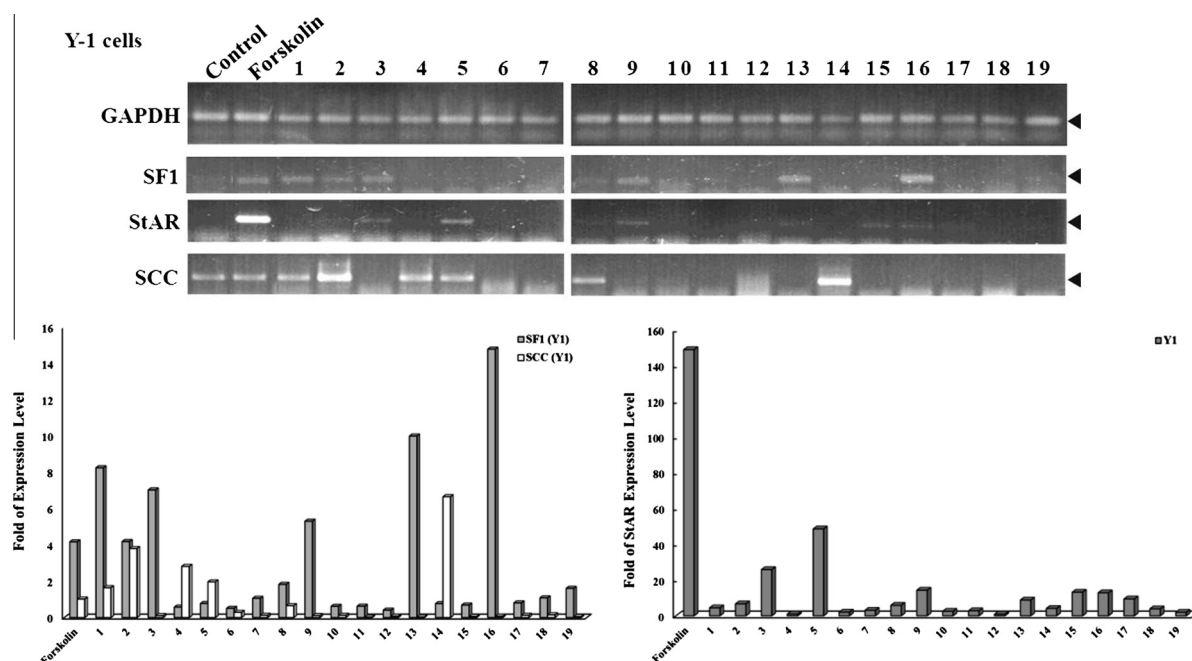 Y-1 cells
Control Forskolin 1 2 3 4 5 6 7 8 9 10 11 12 13 14 15 16 17 18 19
GAPDH
SF1
StAR
SCC
Fold of Expression Level
16
14
12
10
8
6
4
2
0
SF1 (Y1)
SCC (Y1)
Forskolin 1 2 3 4 5 6 7 8 9 10 11 12 13 14 15 16 17 18 19
Fold of StAR Expression Level
160
140
120
100
80
60
40
20
0
Y1
Forskolin 1 2 3 4 5 6 7 8 9 10 11 12 13 14 15 16 17 18 19